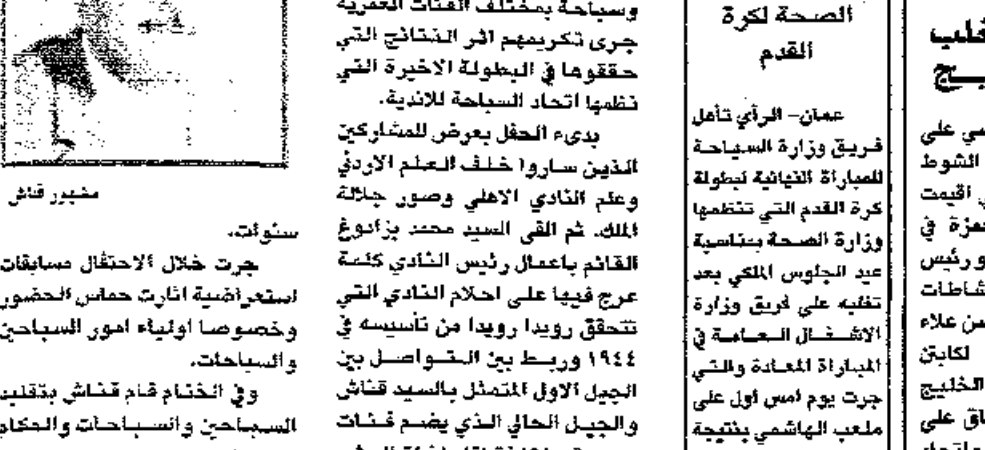 الصحة لكرة
القدم
عمان- الرأي تأهل
فريق وزارة السياحة
للمباراة النهائية لبطولة
كرة القدم التي تنظمها
وزارة الصحة بمناسبة
عيد الجلوس الملكي بعد
تغلبه على فريق وزارة
الاشغال العامة في
المباراة المعادة والتي
جرت يوم امس اول على
ملعب الهاشمي بنتيجة
وسباحة بمختلف الفئات العمرية
جرى تكريمهم اثر النتائج التي
حققوها في البطولة الاخيرة التي
نظمها اتحاد السباحة للاندية.
بدىء الحفل بعرض للمشاركين
الذين ساروا خلف العلم الاردني
وعلم النادي الاهلي وصور جلالة
الملك. ثم القى السيد محمد بزادوغ
القائم باعمال رئيس النادي كلمة
عرج فيها على احلام النادي التي
تتحقق رويدا رويدا من تأسيسه في
١٩٤٤ وربط بين التواصل بين
الجيل الاول المتمثل بالسيد قناش
والجيل الحالي الذي يضم فئات
مشهور قناش
سنوات.
جرت خلال الاحتفال مسابقات
استعراضية اثارت حماس الحضور
وخصوصا اولياء امور السباحين
والسباحات.
وفي الختام قام قناش بتقليد
السباحين والسباحات والحكام
سي على
الشوط
اقيمت
في
ورئيس
علاء
لكابتن
الخليج
على